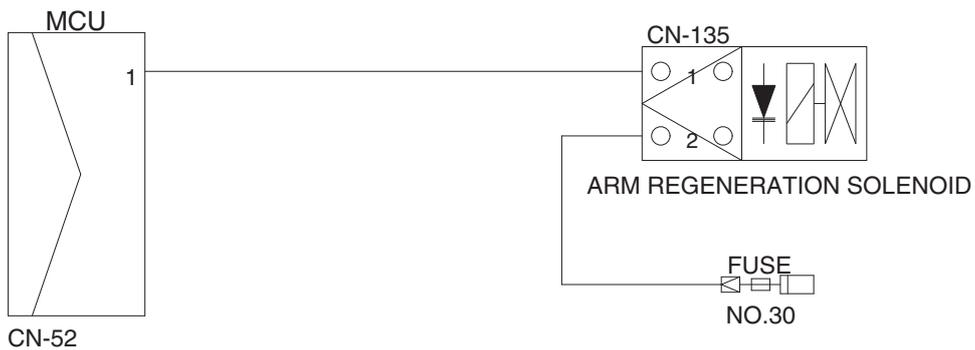 MCU
CN-135
1
1
2
ARM REGENERATION SOLENOID
FUSE
NO.30
CN-52